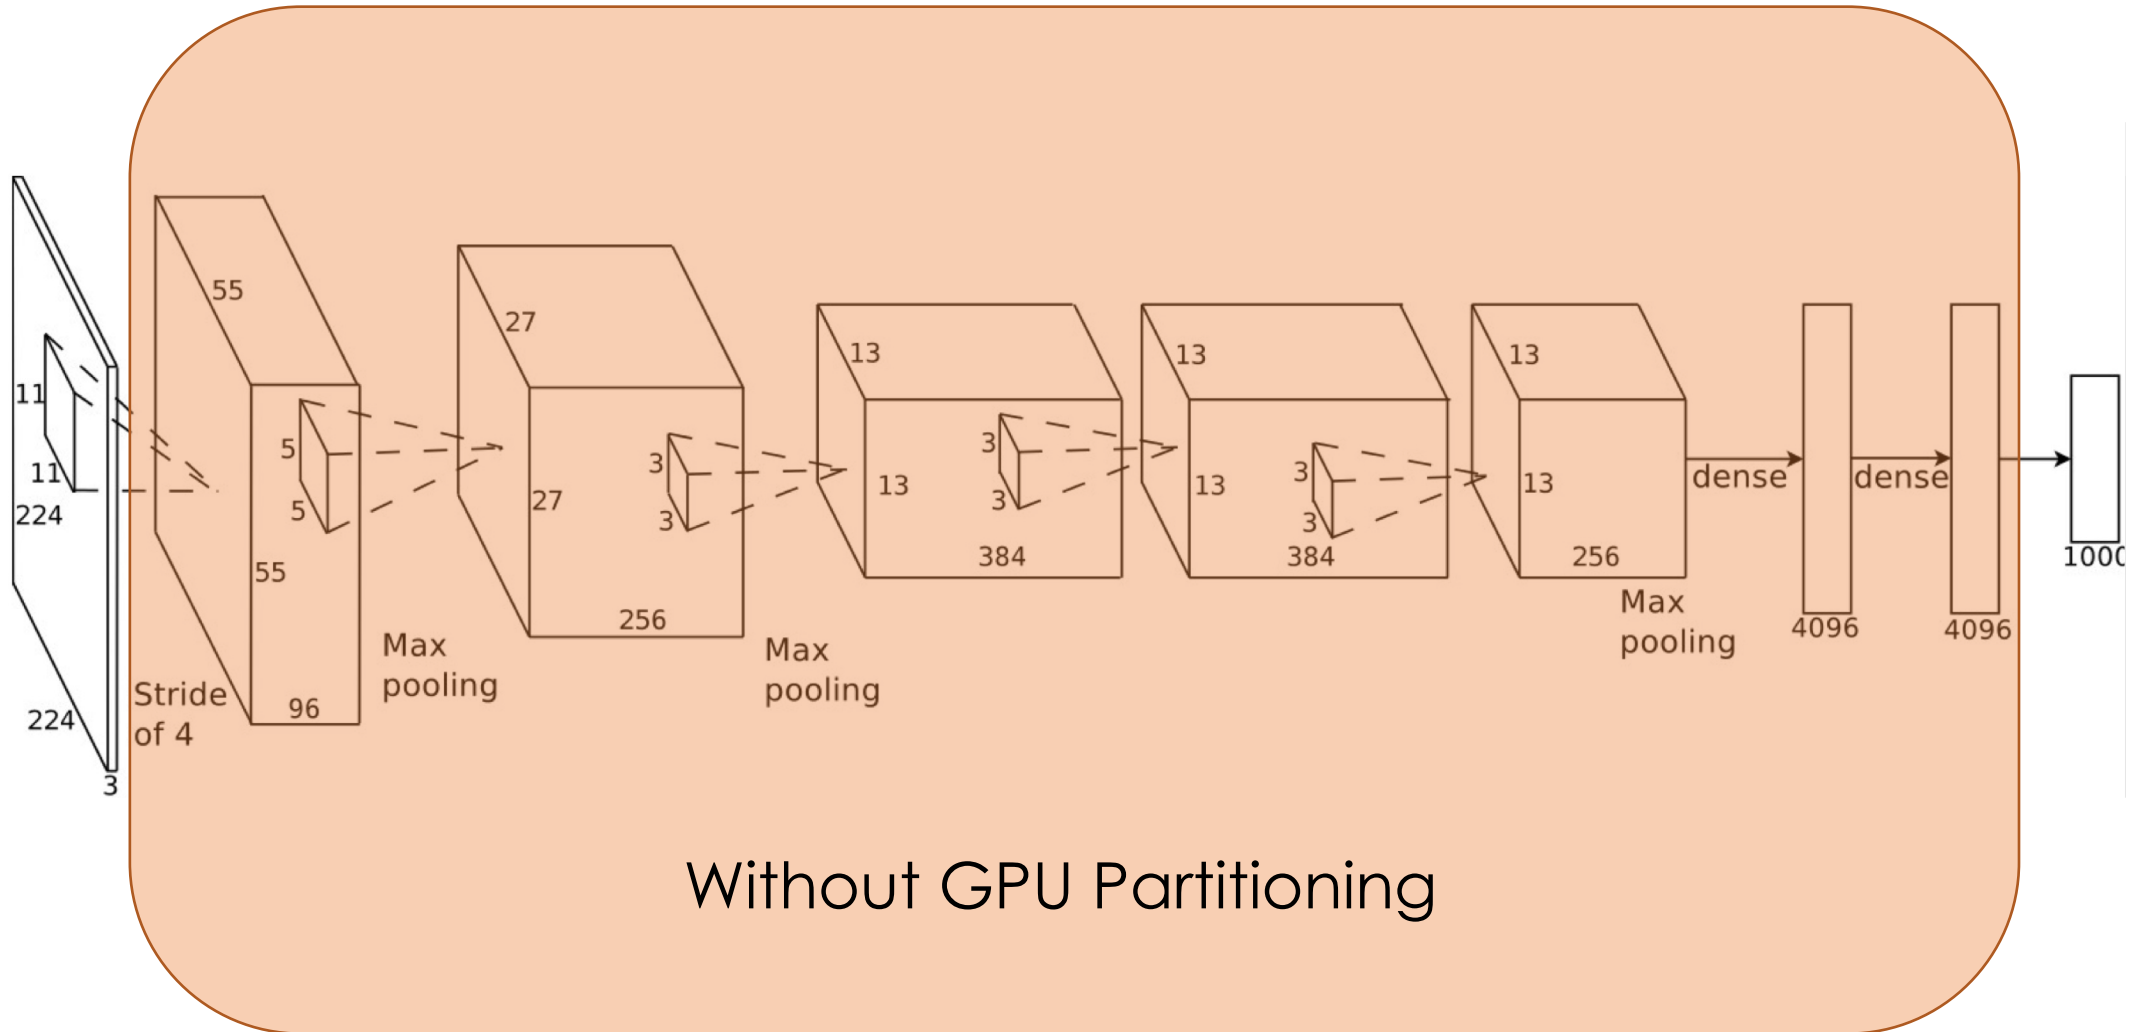 11
11
224
224
3
Stride
of 4
55
55
96
5
5
Max
pooling
27
27
256
3
3
Max
pooling
13
13
384
3
3
13
13
384
3
3
13
13
256
Max
pooling
dense
4096
dense
4096
1000
Without GPU Partitioning